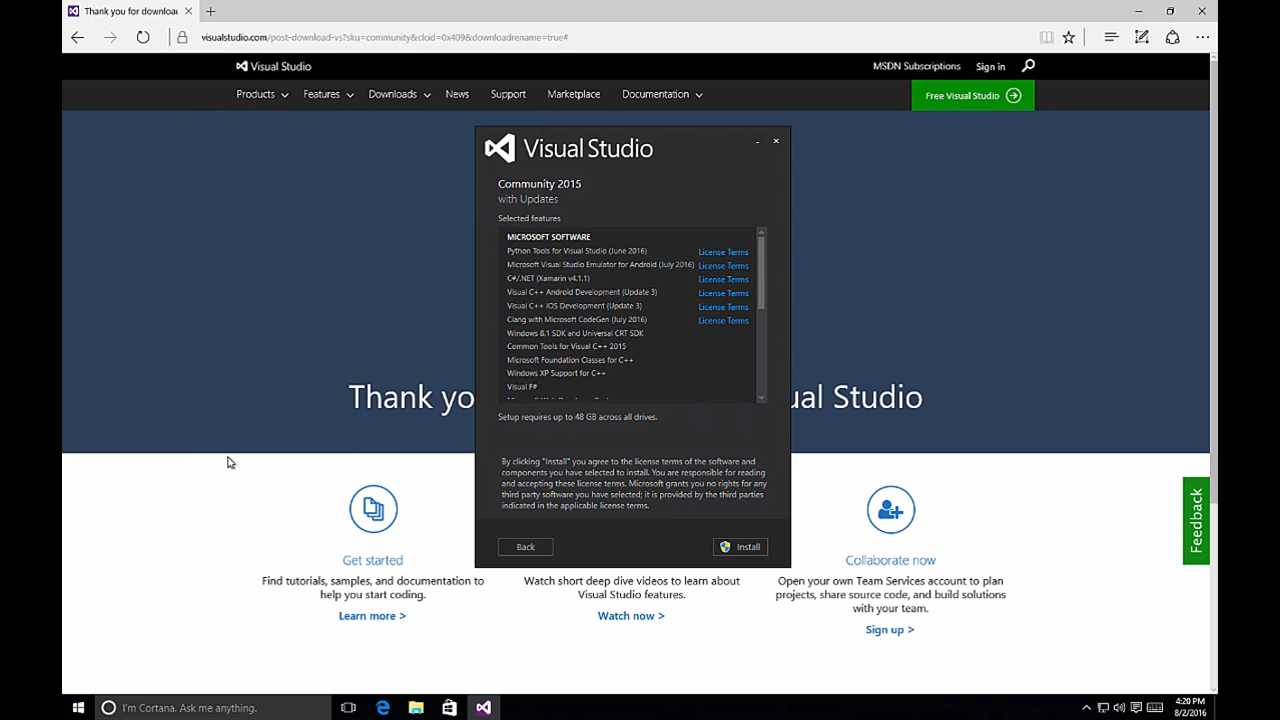 Thank you for downloa
visualstudio.com/post-download-vs?sku=community&clcid=0x409&downloadrename=true#
Visual Studio
MSDN Subscriptions
Sign in
Products
Features
Downloads
News
Support
Marketplace
Documentation
Free Visual Studio
Visual Studio
Community 2015
with Updates
Selected features
MICROSOFT SOFTWARE
Python Tools for Visual Studio (June 2016) License Terms
Microsoft Visual Studio Emulator for Android (July 2016) License Terms
C#/.NET (Xamarin v4.1.1) License Terms
Visual C++ Android Development (Update 3) License Terms
Visual C++ iOS Development (Update 3) License Terms
Clang with Microsoft CodeGen (July 2016) License Terms
Windows 8.1 SDK and Universal CRT SDK
Common Tools for Visual C++ 2015
Microsoft Foundation Classes for C++
Windows XP Support for C++
Visual F#
Thank yo
ual Studio
Setup requires up to 48 GB across all drives.
By clicking "Install" you agree to the license terms of the software and
components you have selected to install. You are responsible for reading
and accepting these license terms. Microsoft grants you no rights for any
third party software you have selected; it is provided by the third parties
indicated in the applicable license terms.
Back
Install
Feedback
Get started
Find tutorials, samples, and documentation to
help you start coding.
Learn more >
Watch short deep dive videos to learn about
Visual Studio features.
Watch now >
Collaborate now
Open your own Team Services account to plan
projects, share source code, and build solutions
with your team.
Sign up >
I'm Cortana. Ask me anything.
4:20 PM
8/2/2016